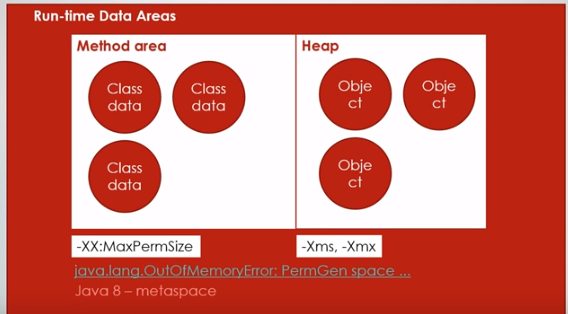 Run-time Data Areas
Method area
Heap
Class
data
Class
data
Obje
ct
Obje
ct
Class
data
Obje
ct
-XX:MaxPermSize
-Xms, -Xmx
java.lang.OutOfMemoryError: PermGen space ...
Java 8 – metaspace